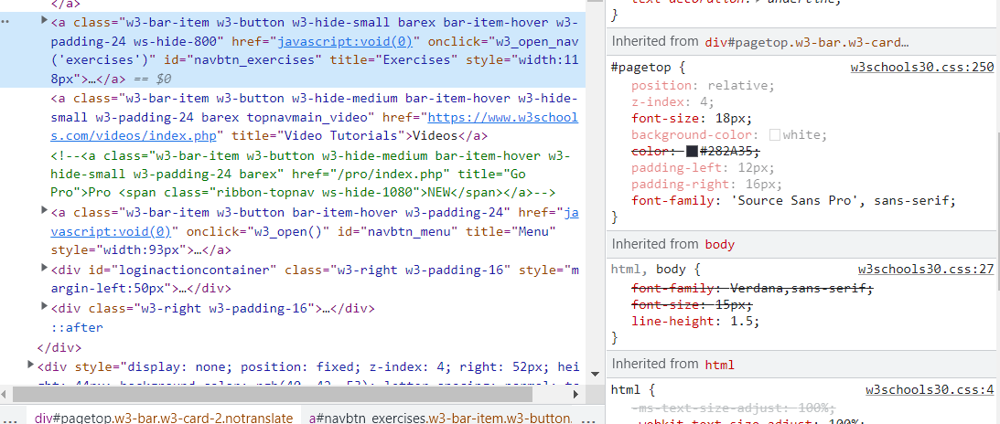 </a>
<a class="w3-bar-item w3-button w3-hide-small barex bar-item-hover w3-
padding-24 ws-hide-800" href="javascript:void(0)" onclick="w3_open_nav
('exercises')" id="navbtn_exercises" title="Exercises" style="width:11
8px">…</a> == $0
<a class="w3-bar-item w3-button w3-hide-medium bar-item-hover w3-hide-
small w3-padding-24 barex topnavmain_video" href="https://www.w3school
s.com/videos/index.php" title="Video Tutorials">Videos</a>
<!--<a class="w3-bar-item w3-button w3-hide-medium bar-item-hover w3-
hide-small w3-padding-24 barex" href="/pro/index.php" title="Go
Pro">Pro <span class="ribbon-topnav ws-hide-1080">NEW</span></a>-->
<a class="w3-bar-item w3-button bar-item-hover w3-padding-24" href="ja
vascript:void(0)" onclick="w3_open()" id="navbtn_menu" title="Menu"
style="width:93px">…</a>
<div id="loginactioncontainer" class="w3-right w3-padding-16" style="m
argin-left:50px">…</div>
<div class="w3-right w3-padding-16">…</div>
::after
</div>
<div style="display: none; position: fixed; z-index: 4; right: 52px; hei
ght: 44px; background-color: rgb(40, 42, 53); letter-spacing: normal; to
... div#pagetop.w3-bar.w3-card-2.notranslate a#navbtn_exercises.w3-bar-item.w3-button. ...
text-decoration: underline;
}
Inherited from div#pagetop.w3-bar.w3-card…
#pagetop { w3schools30.css:250
position: relative;
z-index: 4;
font-size: 18px;
background-color: white;
color: #282A35;
padding-left: 12px;
padding-right: 16px;
font-family: 'Source Sans Pro', sans-serif;
}
Inherited from body
html, body { w3schools30.css:27
font-family: Verdana,sans-serif;
font-size: 15px;
line-height: 1.5;
}
Inherited from html
html { w3schools30.css:4
-ms-text-size-adjust: 100%;
-webkit-text-size-adjust: 100%;